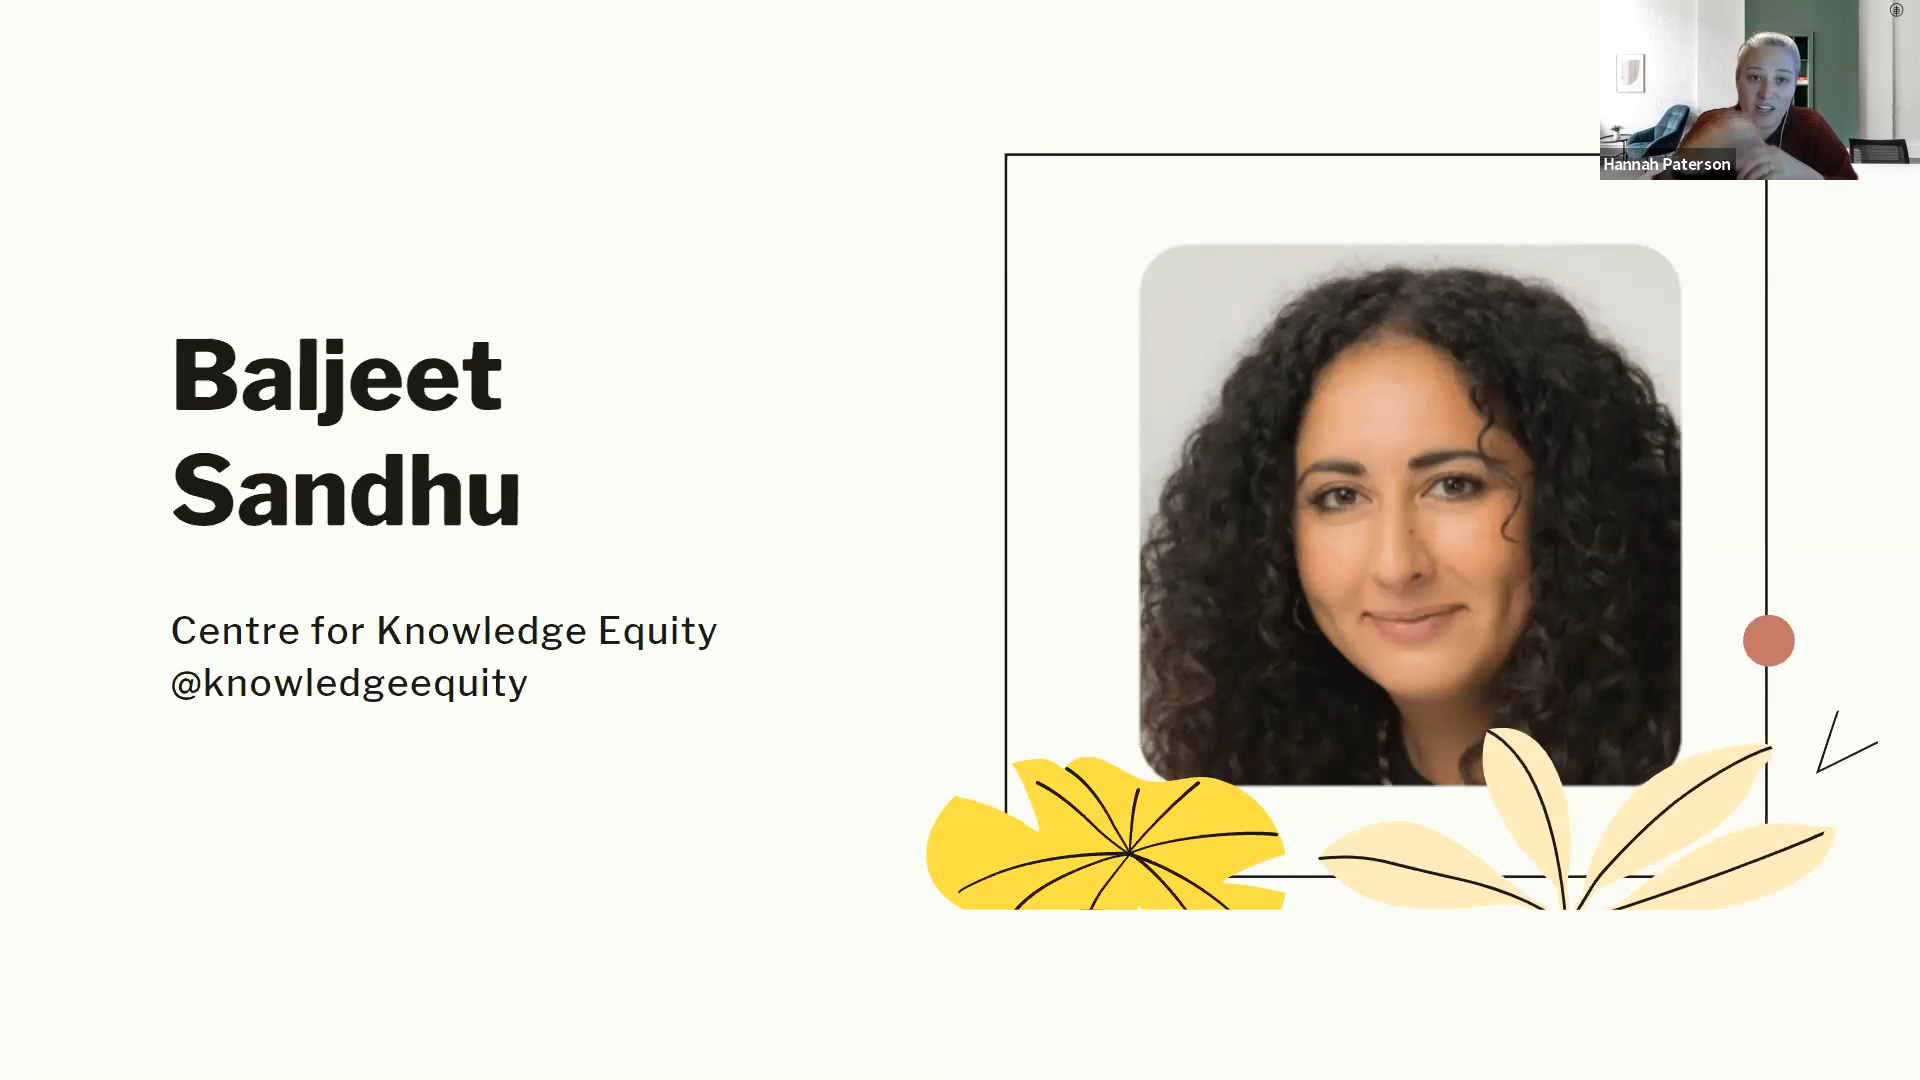 Baljeet
Sandhu
Centre for Knowledge Equity
@knowledgeequity
Hannah Paterson